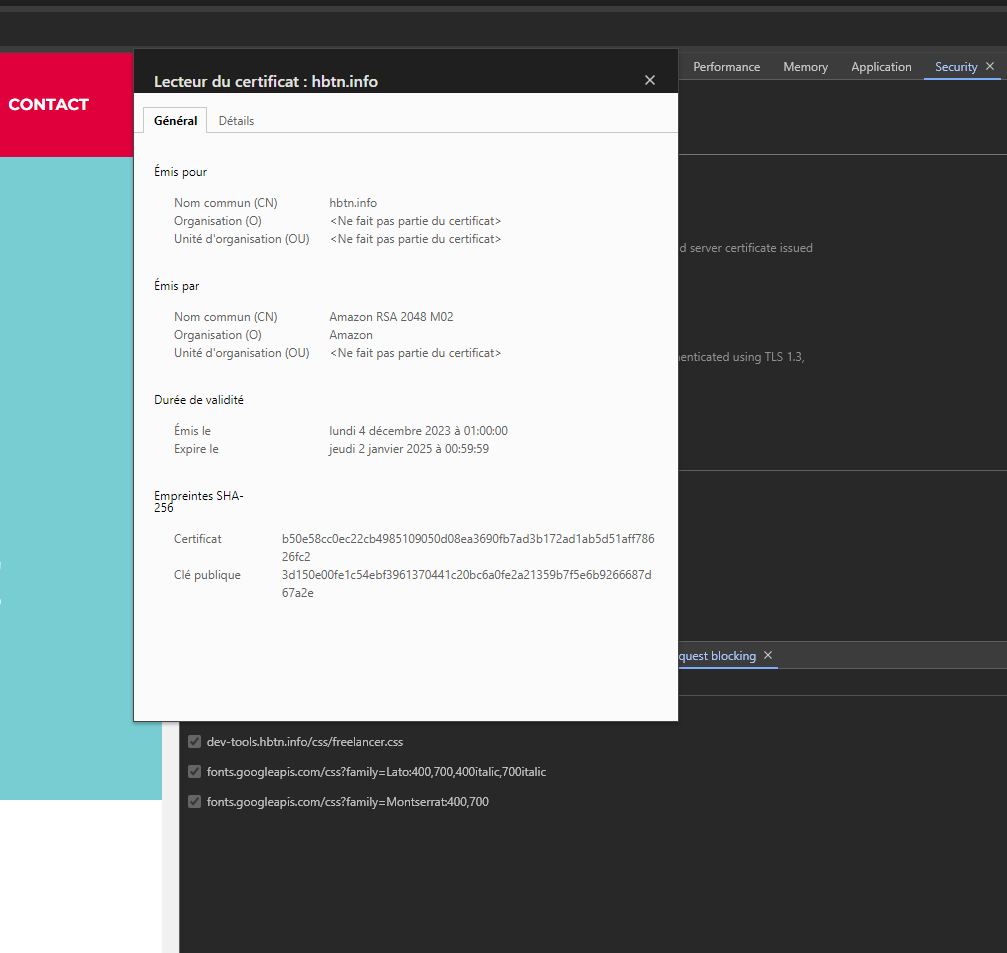 Performance Memory Application Security
CONTACT
Lecteur du certificat : hbtn.info
Général Détails
Émis pour
Nom commun (CN) hbtn.info
Organisation (O) <Ne fait pas partie du certificat>
Unité d'organisation (OU) <Ne fait pas partie du certificat>
Émis par
Nom commun (CN) Amazon RSA 2048 M02
Organisation (O) Amazon
Unité d'organisation (OU) <Ne fait pas partie du certificat>
Durée de validité
Émis le lundi 4 décembre 2023 à 01:00:00
Expire le jeudi 2 janvier 2025 à 00:59:59
Empreintes SHA-
256
Certificat b50e58cc0ec22cb4985109050d08ea3690fb7ad3b172ad1ab5d51aff786
26fc2
Clé publique 3d150e00fe1c54ebf3961370441c20bc6a0fe2a21359b7f5e6b9266687d
67a2e
d server certificate issued
enticated using TLS 1.3,
quest blocking
dev-tools.hbtn.info/css/freelancer.css
fonts.googleapis.com/css?family=Lato:400,700,400italic,700italic
fonts.googleapis.com/css?family=Montserrat:400,700